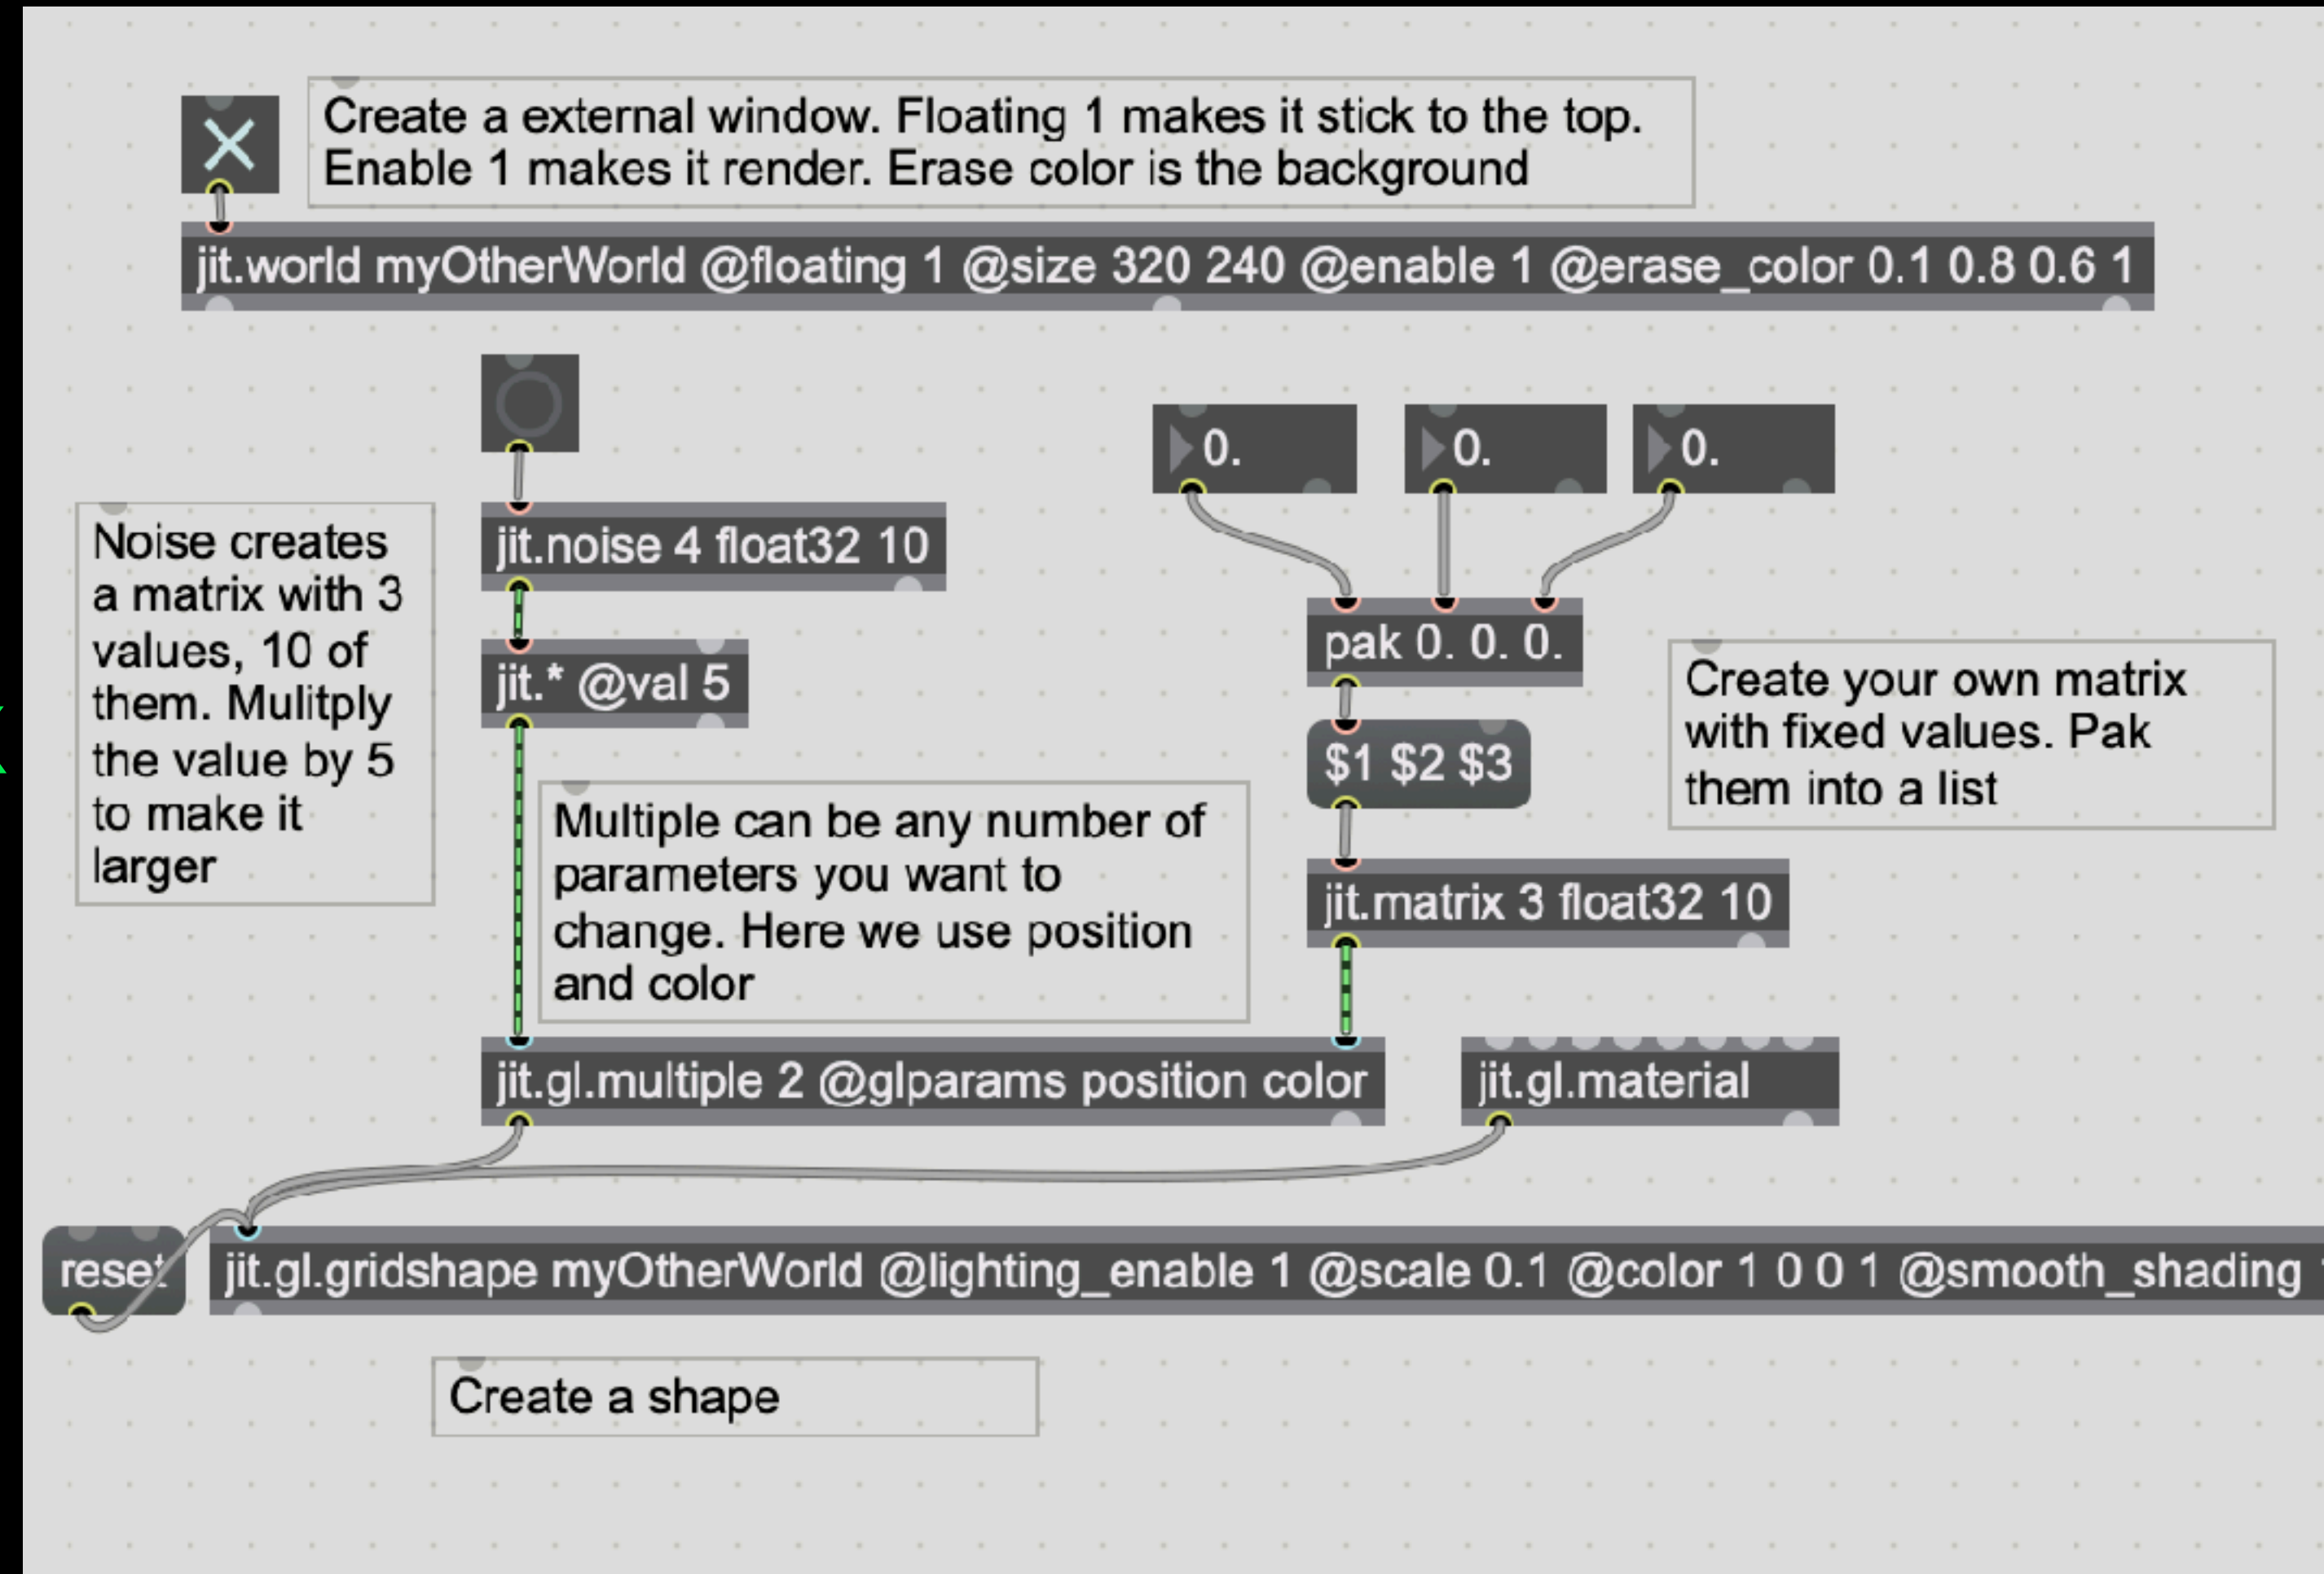 Create a external window. Floating 1 makes it stick to the top.
Enable 1 makes it render. Erase color is the background
jit.world myOtherWorld @floating 1 @size 320 240 @enable 1 @erase_color 0.1 0.8 0.6 1
0.
0.
0.
Noise creates
a matrix with 3
values, 10 of
them. Mulitply
the value by 5
to make it
larger
jit.noise 4 float32 10
jit.* @val 5
pak 0. 0. 0.
Create your own matrix
with fixed values. Pak
them into a list
$1 $2 $3
Multiple can be any number of
parameters you want to
change. Here we use position
and color
jit.matrix 3 float32 10
jit.gl.multiple 2 @glparams position color
jit.gl.material
reset
jit.gl.gridshape myOtherWorld @lighting_enable 1 @scale 0.1 @color 1 0 0 1 @smooth_shading
Create a shape